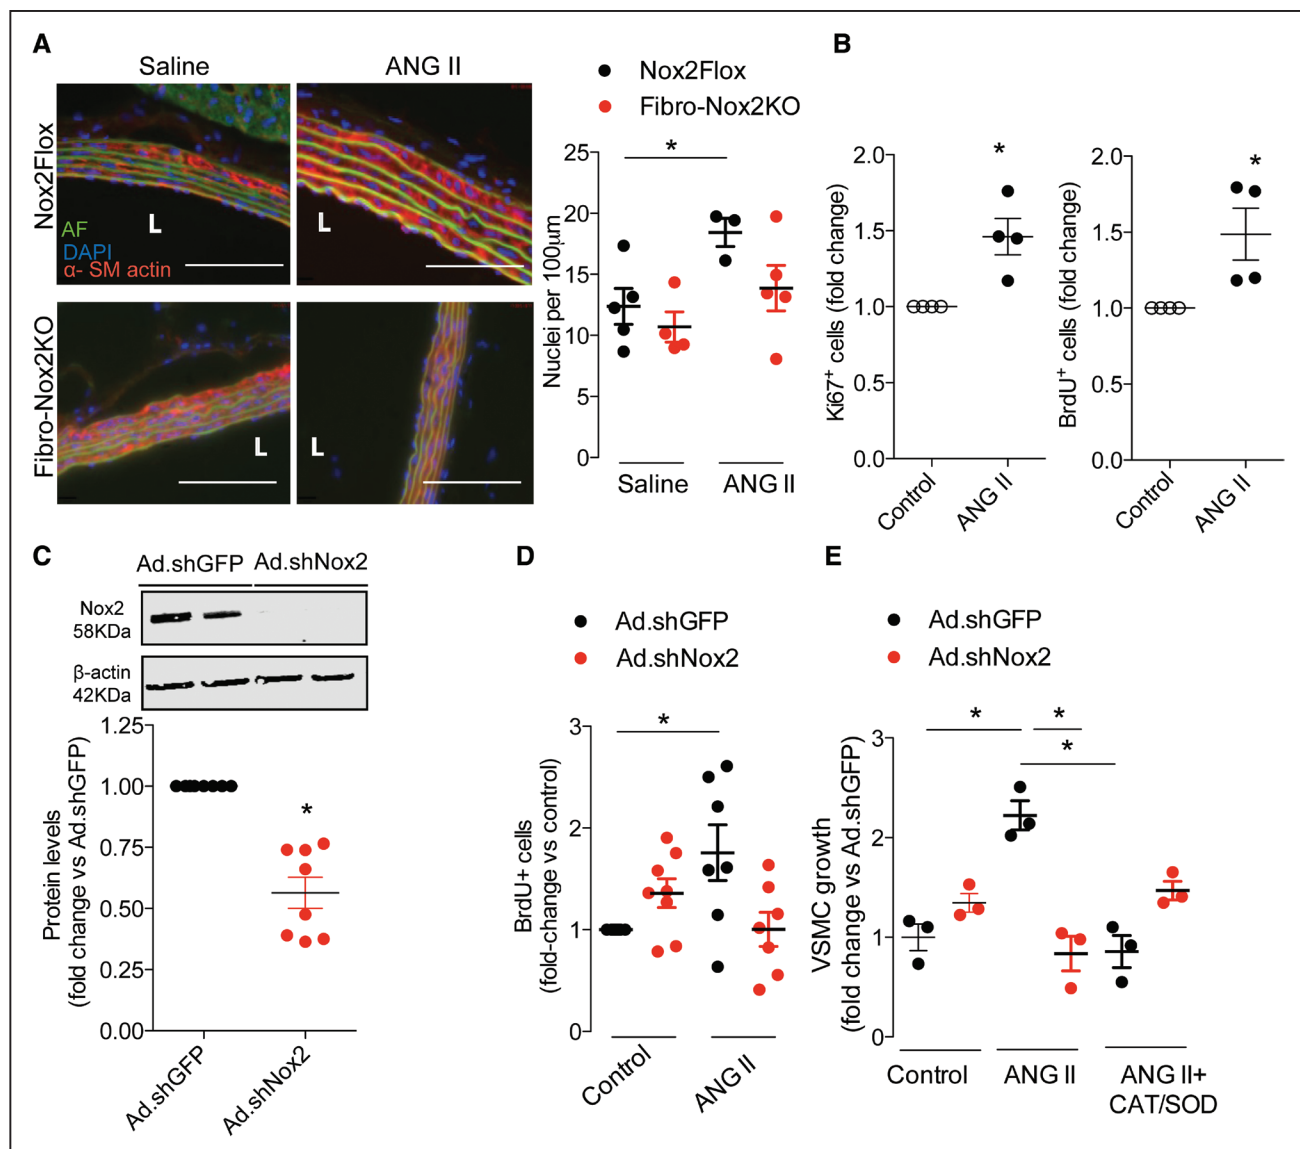 A
Saline
ANG II
Nox2Flox
AF
DAPI
α- SM actin
L
L
Fibro-Nox2KO
L
L
Nox2Flox
Fibro-Nox2KO
Nuclei per 100µm
25
20
15
10
5
0
*
Saline
ANG II
B
Ki67⁺ cells (fold change)
2.0
1.5
1.0
0.5
0.0
*
Control
ANG II
BrdU⁺ cells (fold change)
2.0
1.5
1.0
0.5
0.0
*
Control
ANG II
C
Ad.shGFP
Ad.shNox2
Nox2
58KDa
β-actin
42KDa
Protein levels
(fold change vs Ad.shGFP)
1.25
1.00
0.75
0.50
0.25
0.00
*
Ad.shGFP
Ad.shNox2
D
Ad.shGFP
Ad.shNox2
BrdU+ cells
(fold-change vs control)
3
2
1
0
*
Control
ANG II
E
Ad.shGFP
Ad.shNox2
VSMC growth
(fold change vs Ad.shGFP)
3
2
1
0
*
*
*
Control
ANG II
ANG II+
CAT/SOD